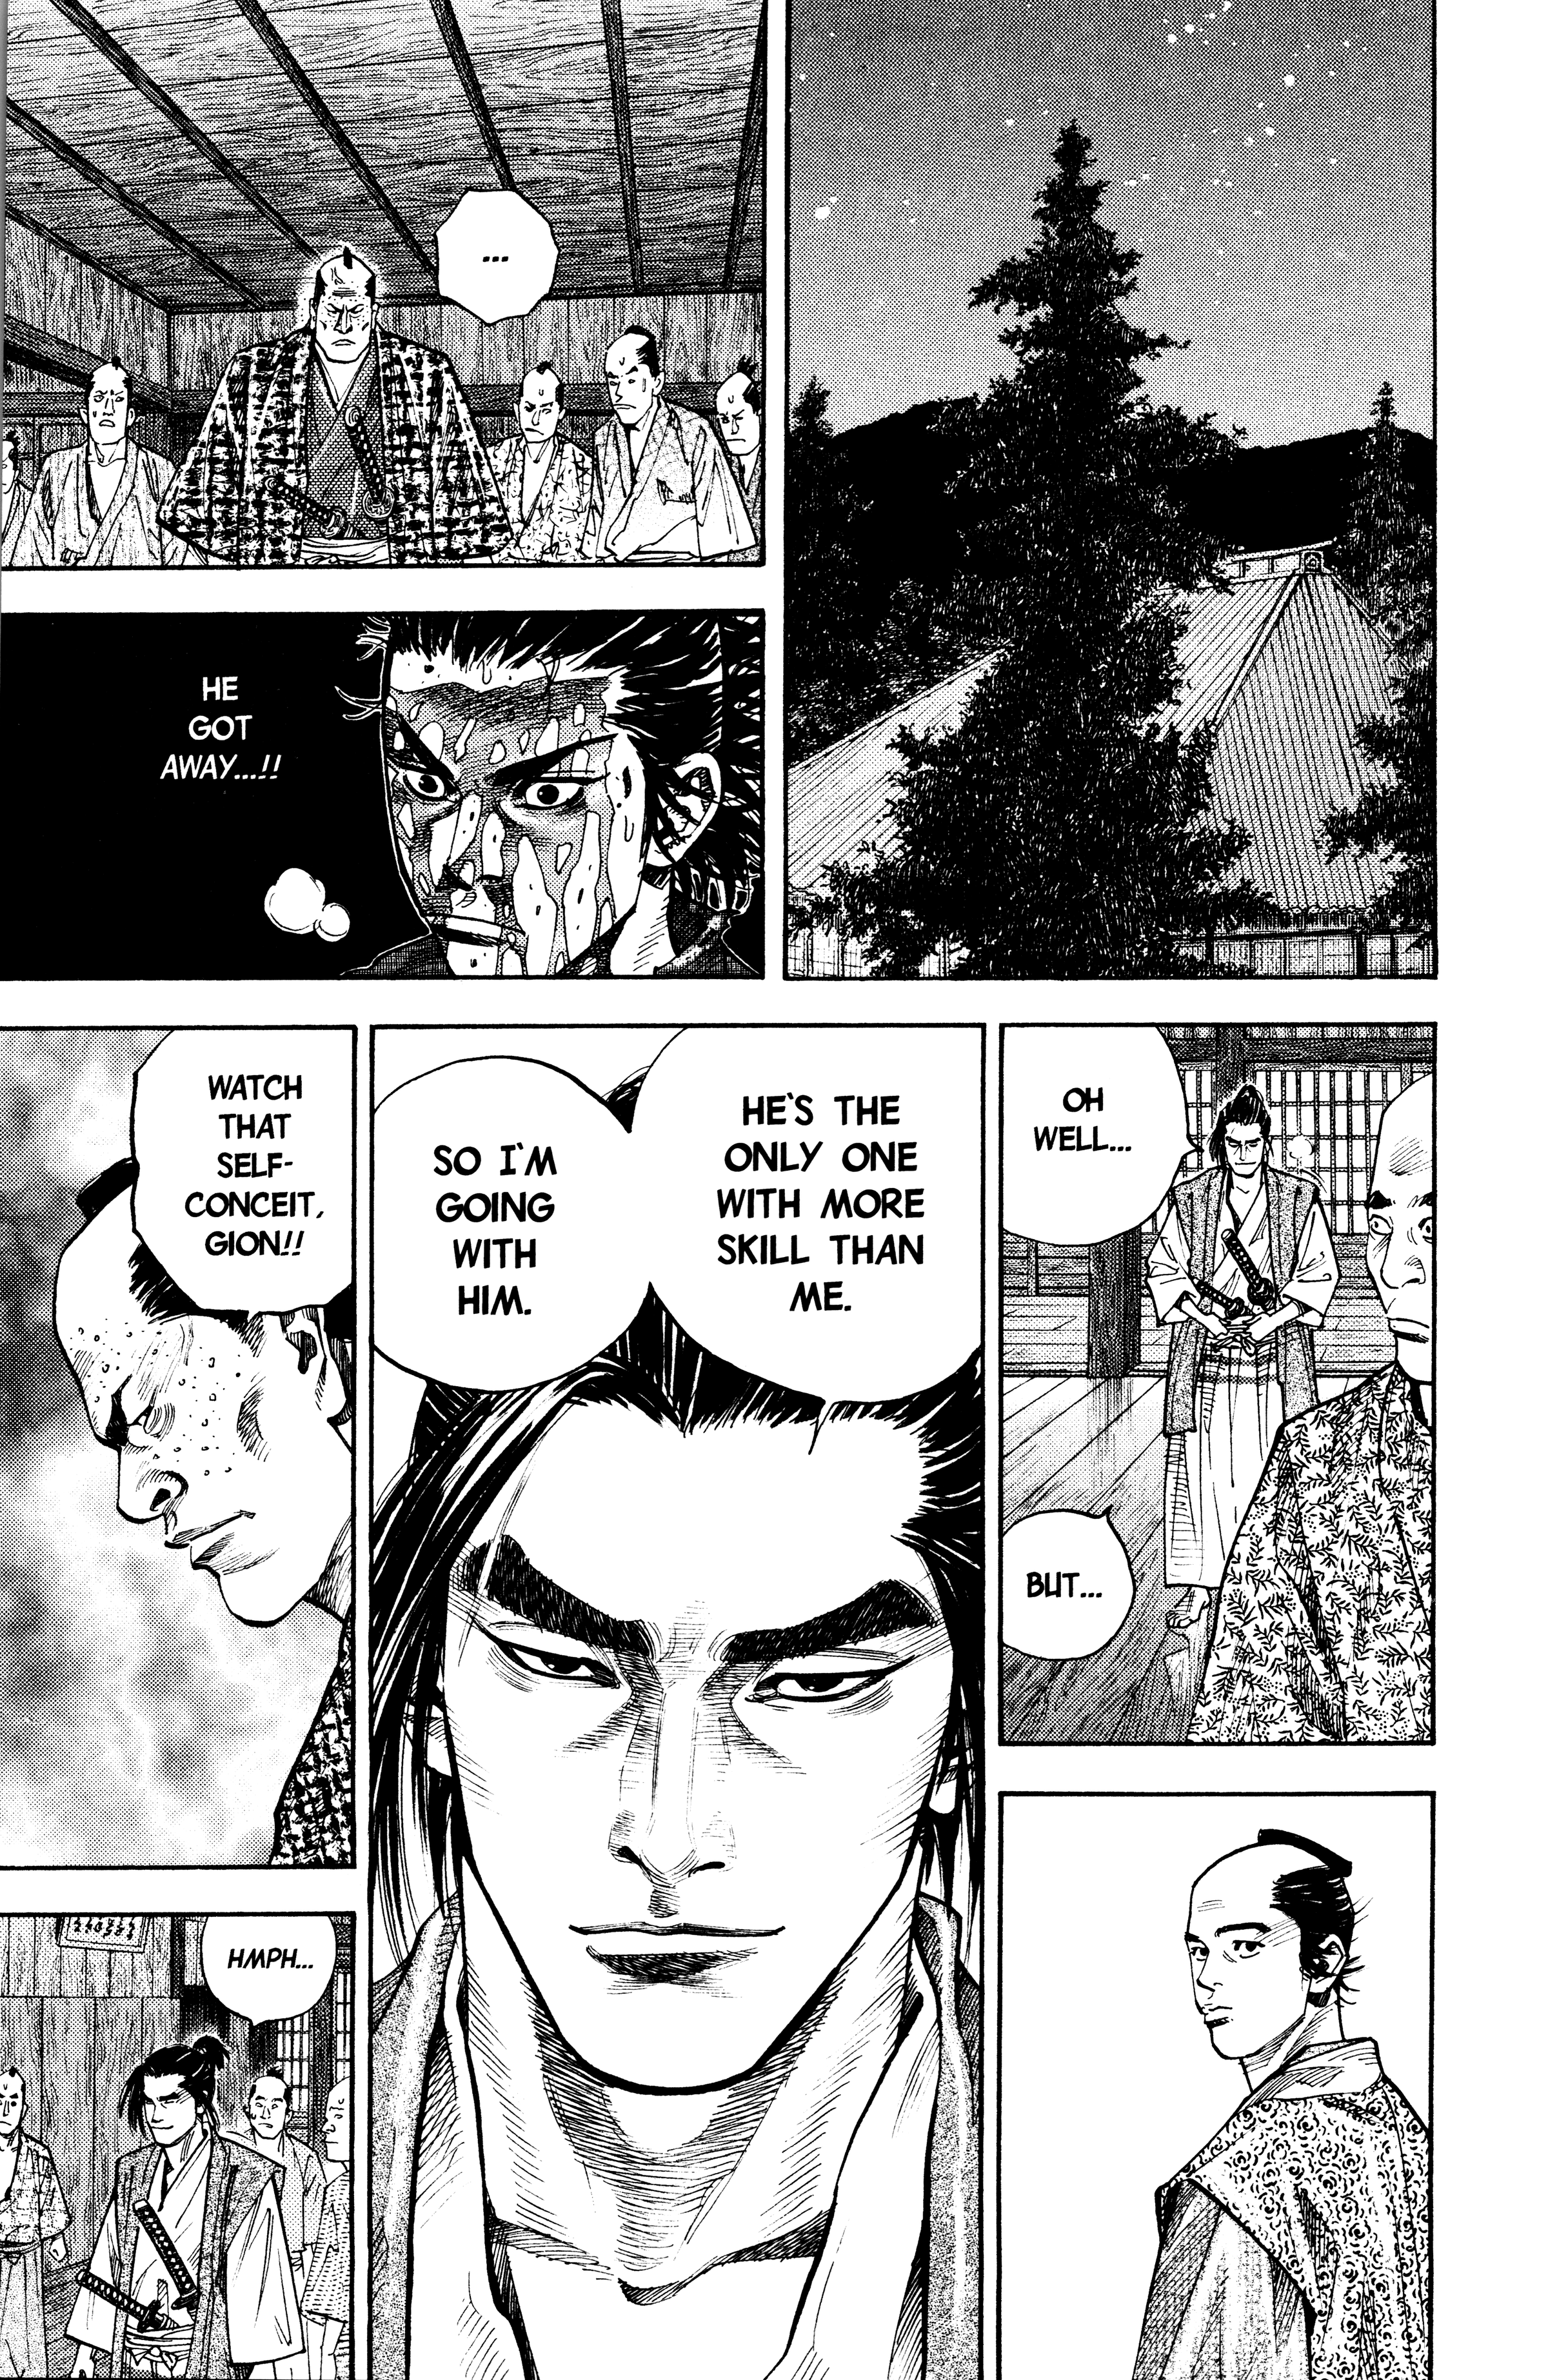 ...
HE
GOT
AWAY...!!
OH
WELL...
BUT...
HE'S THE
ONLY ONE
WITH MORE
SKILL THAN
ME.
SO I'M
GOING
WITH
HIM.
WATCH
THAT
SELF-
CONCEIT,
GION!!
HMPH...